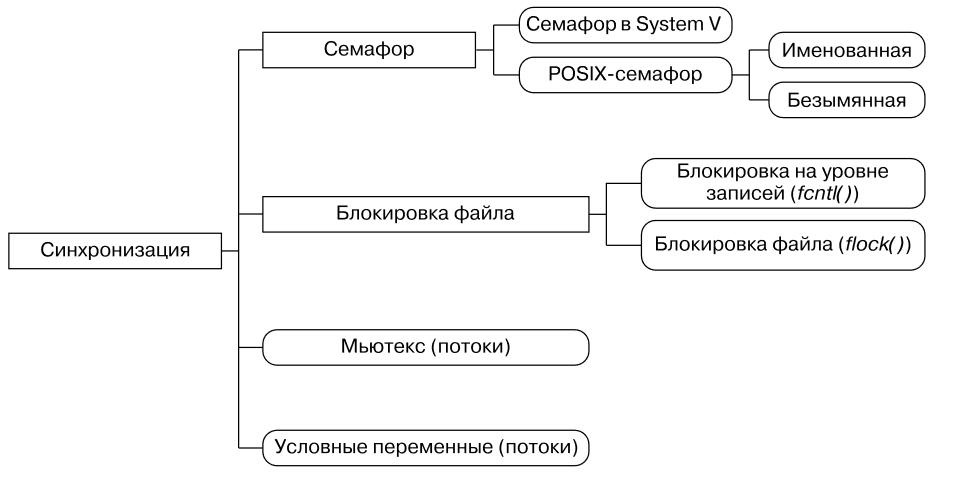 Синхронизация
Семафор
Семафор в System V
POSIX-семафор
Именованная
Безымянная
Блокировка файла
Блокировка на уровне
записей (fcntl())
Блокировка файла (flock())
Мьютекс (потоки)
Условные переменные (потоки)